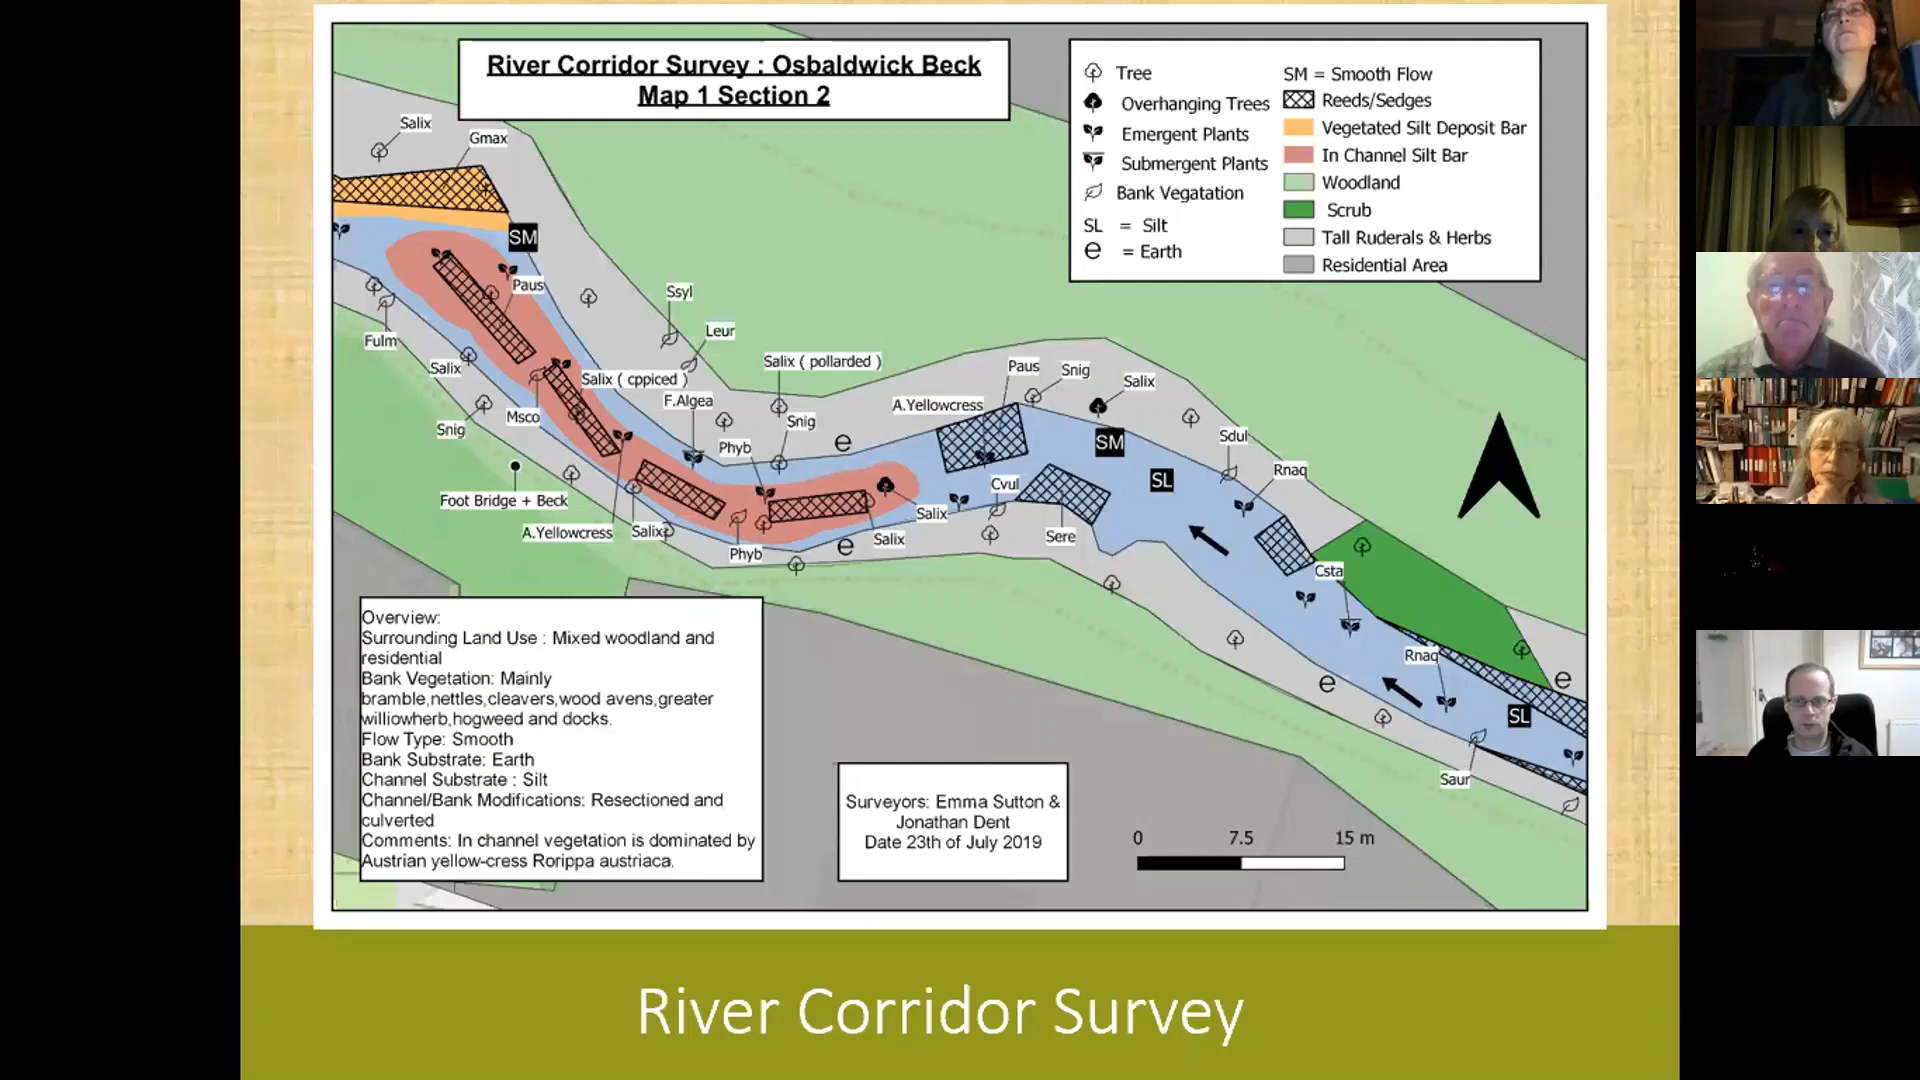 River Corridor Survey : Osbaldwick Beck
Map 1 Section 2
Tree
Overhanging Trees
Emergent Plants
Submergent Plants
Bank Vegatation
SL = Silt
e = Earth
SM = Smooth Flow
Reeds/Sedges
Vegetated Silt Deposit Bar
In Channel Silt Bar
Woodland
Scrub
Tall Ruderals & Herbs
Residential Area
Salix
Gmax
SM
Paus
Ssyl
Leur
Fulm
Salix
Salix ( cppiced )
Salix ( pollarded )
F.Algea
Snig
Msco
Snig
Phyb
e
Foot Bridge + Beck
A.Yellowcress
Salix
Phyb
e
Salix
Salix
A.Yellowcress
Paus
Snig
Salix
SM
SL
Cvul
Sere
Sdul
Rnaq
Csta
Rnaq
e
e
SL
Saur
Overview:
Surrounding Land Use : Mixed woodland and
residential
Bank Vegetation: Mainly
bramble,nettles,cleavers,wood avens,greater
williowherb,hogweed and docks.
Flow Type: Smooth
Bank Substrate: Earth
Channel Substrate : Silt
Channel/Bank Modifications: Resectioned and
culverted
Comments: In channel vegetation is dominated by
Austrian yellow-cress Rorippa austriaca.
Surveyors: Emma Sutton &
Jonathan Dent
Date 23th of July 2019
0 7.5 15 m
River Corridor Survey